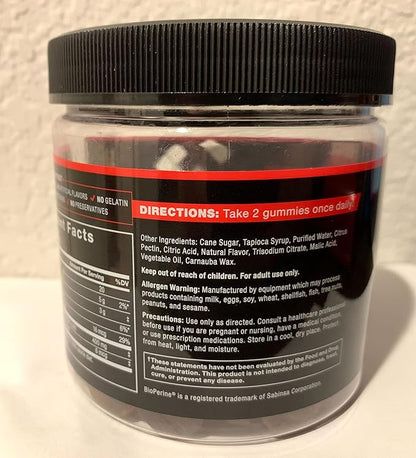 FICIAL FLAVORS ✓ NO GELATIN
NO PRESERVATIVES
t Facts
Per Serving %DV
20
5 g 2%*
3 g ‡
6%*
16 mcg 29%
400 mg ‡
mcg ‡
DIRECTIONS: Take 2 gummies once daily.
Other Ingredients: Cane Sugar, Tapioca Syrup, Purified Water, Citrus
Pectin, Citric Acid, Natural Flavor, Trisodium Citrate, Malic Acid,
Vegetable Oil, Carnauba Wax.
Keep out of reach of children. For adult use only.
Allergen Warning: Manufactured by equipment which may process
products containing milk, eggs, soy, wheat, shellfish, fish, tree nuts,
peanuts, and sesame.
Precautions: Use only as directed. Consult a healthcare professional
before use if you are pregnant or nursing, have a medical condition,
or use prescription medications. Store in a cool, dry place. Protect
from heat, light, and moisture.
†These statements have not been evaluated by the Food and Drug
Administration. This product is not intended to diagnose, treat,
cure, or prevent any disease.
BioPerine® is a registered trademark of Sabinsa Corporation.